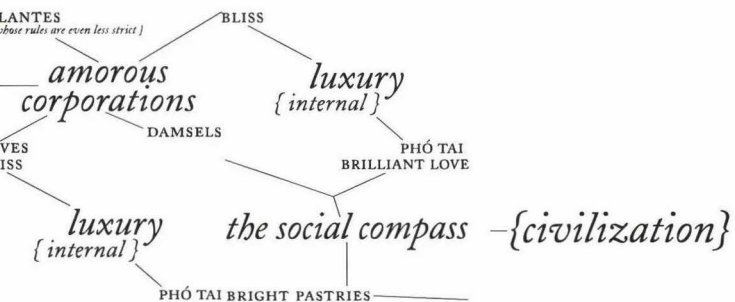 LANTES
whose rules are even less strict }
BLISS
amorous
corporations
luxury
{ internal }
DAMSELS
PHÓ TAI
BRILLIANT LOVE
VES
ISS
luxury
{ internal }
the social compass
{civilization}
PHÓ TAI BRIGHT PASTRIES